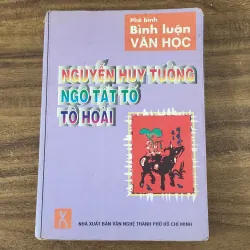 Phê bình
Bình luận
VĂN HỌC
NGUYỄN HUY TƯỞNG
NGÔ TẤT TỐ
TÔ HOÀI
NHÀ XUẤT BẢN VĂN NGHỆ THÀNH PHỐ HỒ CHÍ MINH